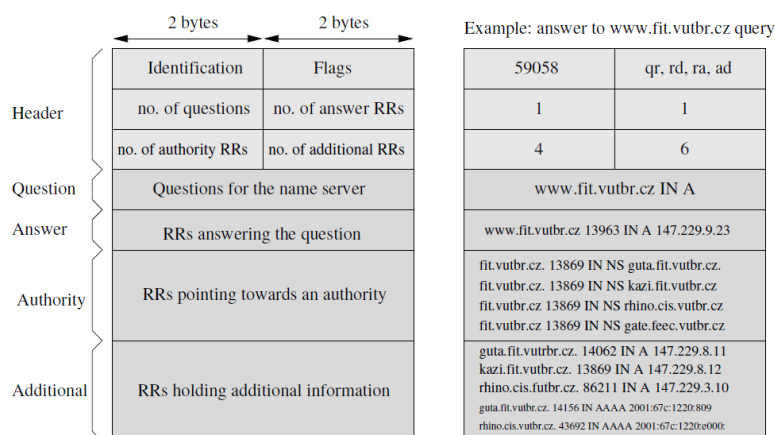 2 bytes 2 bytes
Example: answer to www.fit.vutbr.cz query
Header
Identification Flags
no. of questions no. of answer RRs
no. of authority RRs no. of additional RRs
59058 qr, rd, ra, ad
1 1
4 6
Question
Questions for the name server
www.fit.vutbr.cz IN A
Answer
RRs answering the question
www.fit.vutbr.cz 13963 IN A 147.229.9.23
Authority
RRs pointing towards an authority
fit.vutbr.cz. 13869 IN NS guta.fit.vutbr.cz.
fit.vutbr.cz. 13869 IN NS kazi.fit.vutbr.cz
fit.vutbr.cz 13869 IN NS rhino.cis.vutbr.cz
fit.vutbr.cz 13869 IN NS gate.feec.vutbr.cz
Additional
RRs holding additional information
guta.fit.vutrbr.cz. 14062 IN A 147.229.8.11
kazi.fit.vutbr.cz. 13869 IN A 147.229.8.12
rhino.cis.futbr.cz. 86211 IN A 147.229.3.10
guta.fit.vutbr.cz. 14156 IN AAAA 2001:67c:1220:809
rhino.cis.vutbr.cz. 43692 IN AAAA 2001:67c:1220:e000: